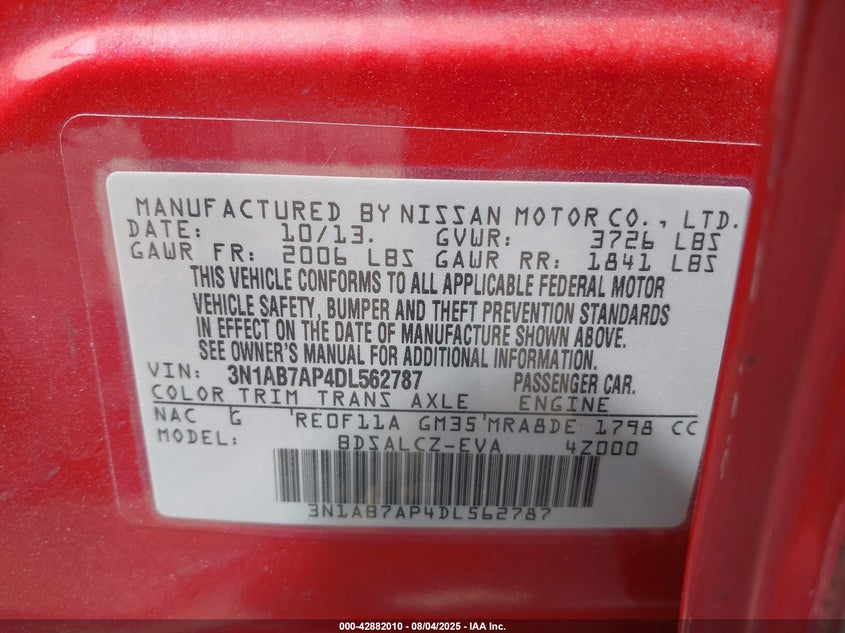 MANUFACTURED BY NISSAN MOTOR CO., LTD.
DATE: 10/13. GVWR: 3726 LBS
GAWR FR: 2006 LBS GAWR RR: 1841 LBS
THIS VEHICLE CONFORMS TO ALL APPLICABLE FEDERAL MOTOR
VEHICLE SAFETY, BUMPER AND THEFT PREVENTION STANDARDS
IN EFFECT ON THE DATE OF MANUFACTURE SHOWN ABOVE.
SEE OWNER'S MANUAL FOR ADDITIONAL INFORMATION.
VIN: 3N1AB7AP4DL562787 PASSENGER CAR.
COLOR TRIM TRANS AXLE ENGINE
NAC G RE0F11A GM35 MRA8DE 1798 CC
MODEL: BDSALCZ-EVA 4Z000
3N1AB7AP4DL562787
000-42882010 - 08/04/2025 - IAA Inc.